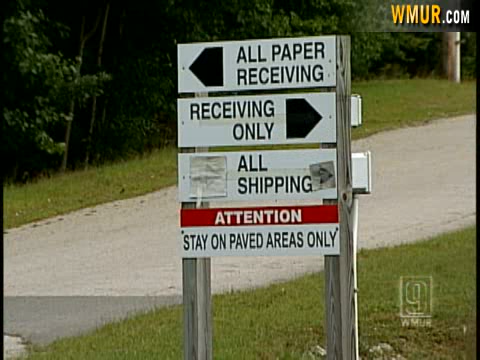 WMUR.com
ALL PAPER
RECEIVING
RECEIVING
ONLY
ALL
SHIPPING
ATTENTION
STAY ON PAVED AREAS ONLY
9
WMUR